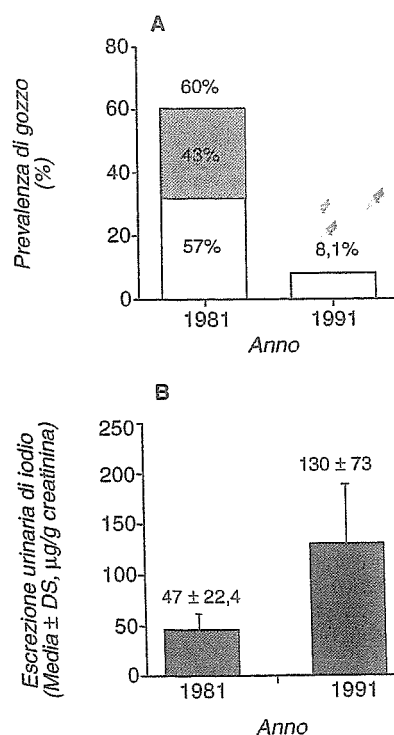 A
Prevalenza di gozzo
(%)
80
60
40
20
0
60%
43%
57%
8,1%
1981
1991
Anno
B
Escrezione urinaria di iodio
(Media ± DS, µg/g creatinina)
250
200
150
100
50
0
47 ± 22,4
130 ± 73
1981
1991
Anno